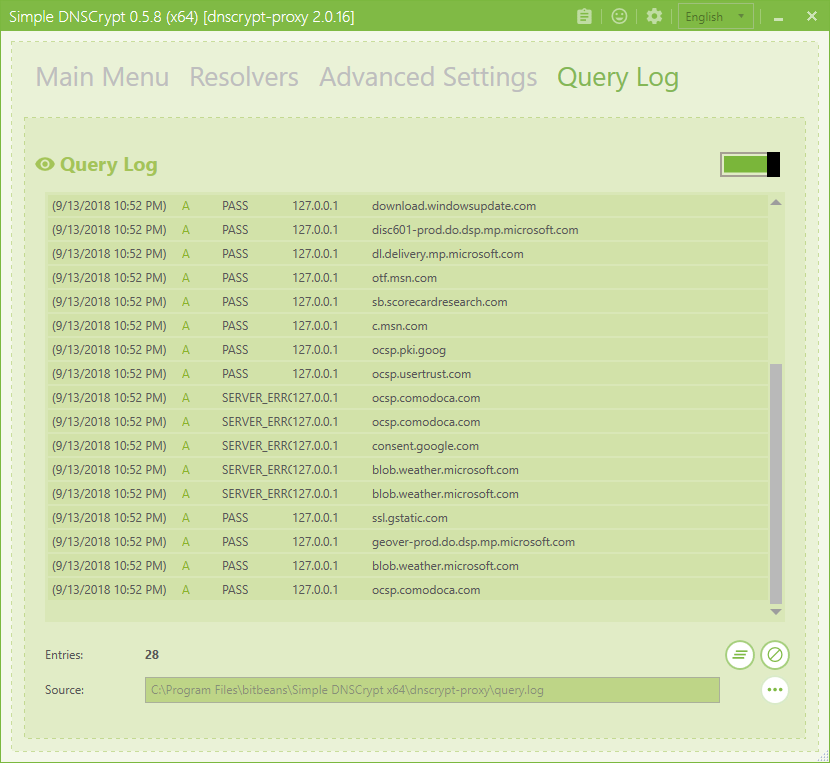 Simple DNSCrypt 0.5.8 (x64) [dnscrypt-proxy 2.0.16] English
Main Menu Resolvers Advanced Settings Query Log
Query Log
(9/13/2018 10:52 PM) A PASS 127.0.0.1 download.windowsupdate.com
(9/13/2018 10:52 PM) A PASS 127.0.0.1 disc601-prod.do.dsp.mp.microsoft.com
(9/13/2018 10:52 PM) A PASS 127.0.0.1 dl.delivery.mp.microsoft.com
(9/13/2018 10:52 PM) A PASS 127.0.0.1 otf.msn.com
(9/13/2018 10:52 PM) A PASS 127.0.0.1 sb.scorecardresearch.com
(9/13/2018 10:52 PM) A PASS 127.0.0.1 c.msn.com
(9/13/2018 10:52 PM) A PASS 127.0.0.1 ocsp.pki.goog
(9/13/2018 10:52 PM) A PASS 127.0.0.1 ocsp.usertrust.com
(9/13/2018 10:52 PM) A SERVER_ERRO 127.0.0.1 ocsp.comodoca.com
(9/13/2018 10:52 PM) A SERVER_ERRO 127.0.0.1 ocsp.comodoca.com
(9/13/2018 10:52 PM) A SERVER_ERRO 127.0.0.1 consent.google.com
(9/13/2018 10:52 PM) A SERVER_ERRO 127.0.0.1 blob.weather.microsoft.com
(9/13/2018 10:52 PM) A SERVER_ERRO 127.0.0.1 blob.weather.microsoft.com
(9/13/2018 10:52 PM) A PASS 127.0.0.1 ssl.gstatic.com
(9/13/2018 10:52 PM) A PASS 127.0.0.1 geover-prod.do.dsp.mp.microsoft.com
(9/13/2018 10:52 PM) A PASS 127.0.0.1 blob.weather.microsoft.com
(9/13/2018 10:52 PM) A PASS 127.0.0.1 ocsp.comodoca.com
Entries: 28
Source: C:\Program Files\bitbeans\Simple DNSCrypt x64\dnscrypt-proxy\query.log